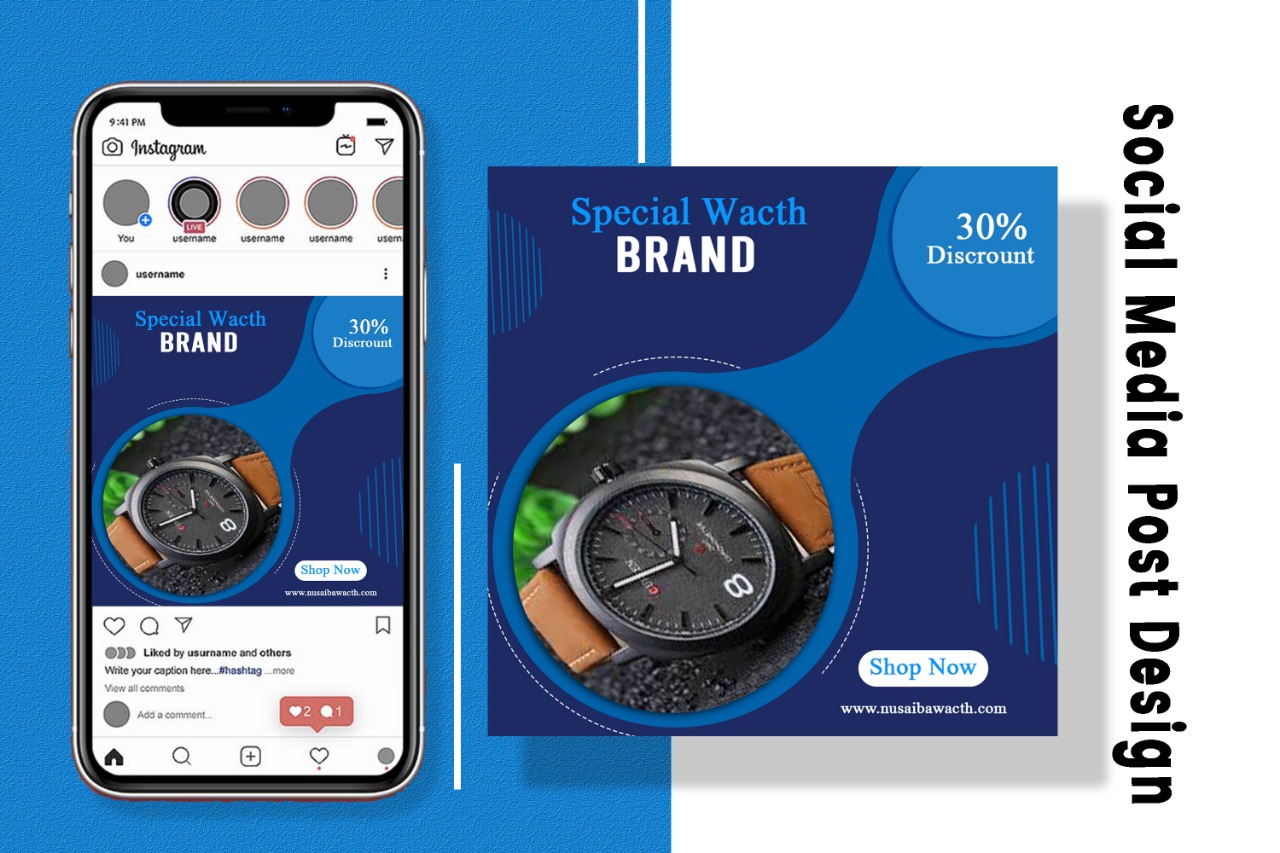 9:41 PM
Instagram
LIVE
You username username username usern
username
Special Wacth
BRAND
30%
Discrount
8
Shop Now
www.nusaibawacth.com
Liked by usurname and others
Write your caption here...#hashtag ...more
View all comments
Add a comment...
2 1
Special Wacth
BRAND
30%
Discrount
8
Shop Now
www.nusaibawacth.com
Social Media Post Design